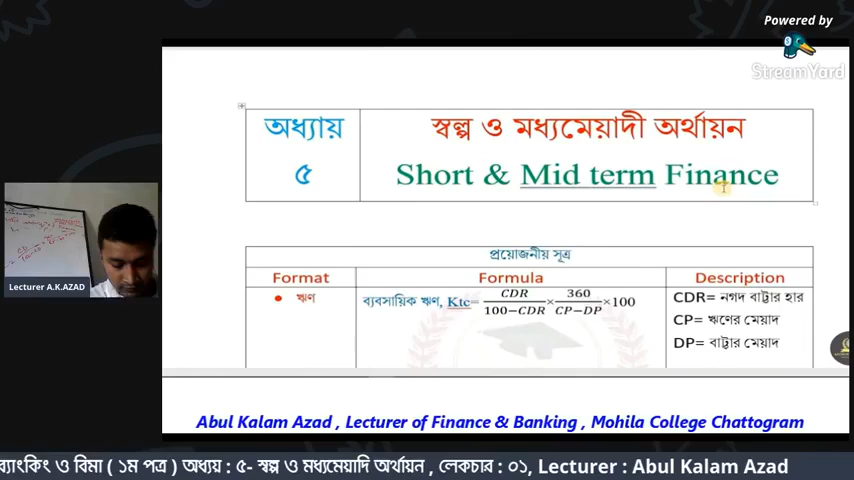 Powered by
StreamYard
অধ্যায়
৫
স্বল্প ও মধ্যমেয়াদী অর্থায়ন
Short & Mid term Finance
প্রয়োজনীয় সূত্র
Format Formula Description
• ঋণ
ব্যবসায়িক ঋণ, Ktc= CDR/100−CDR × 360/CP−DP ×100
CDR= নগদ বাট্টার হার
CP= ঋণের মেয়াদ
DP= বাট্টার মেয়াদ
Lecturer A.K.AZAD
Abul Kalam Azad , Lecturer of Finance & Banking , Mohila College Chattogram
ব্যাংকিং ও বিমা ( ১ম পত্র ) অধ্যয় : ৫- স্বল্প ও মধ্যমেয়াদি অর্থায়ন , লেকচার : ০১, Lecturer : Abul Kalam Azad